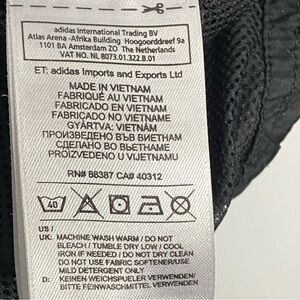 adidas International Trading BV
Atlas Arena -Afrika Building Hoogoorddreef 9a
1101 BA Amsterdam ZO The Netherlands
VAT NO. NL 8073.01.322.B.01
ET: adidas Imports and Exports Ltd
MADE IN VIETNAM
FABRIQUÉ AU VIETNAM
FABRICADO EN VIETNAM
FABRICADO NO VIETNAME
GYÁRTVA: VIETNÁM
ПРОИЗВЕДЕНО ВЪВ ВИЕТНАМ
СДЕЛАНО ВО ВЬЕТНАМЕ
PROIZVEDENO U VIJETNAMU
RN# 88387 CA# 40312
40
US /
UK: MACHINE WASH WARM / DO NOT
BLEACH / TUMBLE DRY LOW / COOL
IRON IF NEEDED / DO NOT DRY CLEAN
DO NOT USE FABRIC SOFTENER/USE
MILD DETERGENT ONLY
D: KEINEN WEICHSPUELER VERWENDEN/
BITTE FEINWASCHMITTEL VERWENDEN